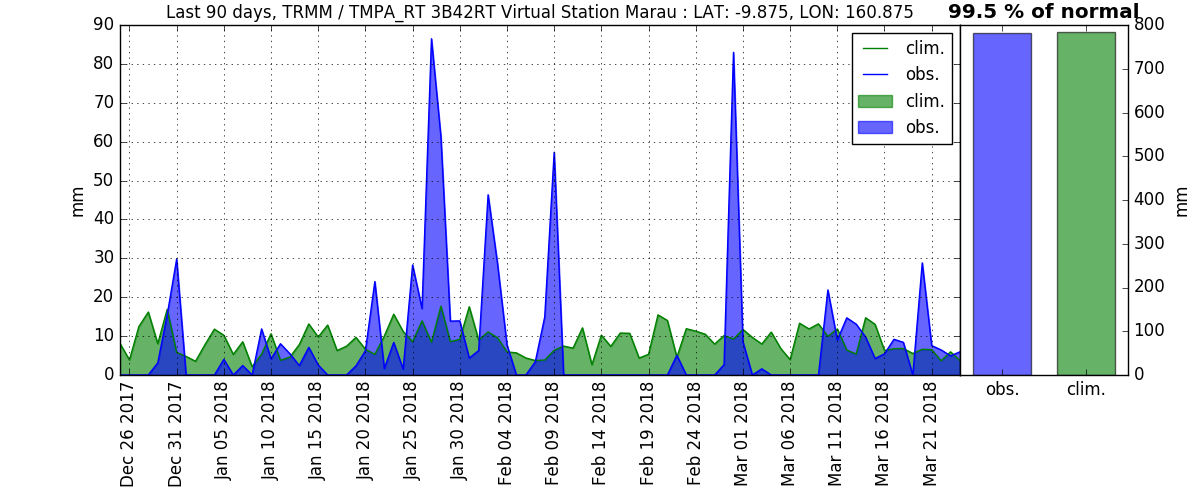 Last 90 days, TRMM / TMPA_RT 3B42RT Virtual Station Marau : LAT: -9.875, LON: 160.875
99.5 % of normal
90
80
70
60
50
40
30
20
10
0
mm
clim.
obs.
clim.
obs.
Dec 26 2017
Dec 31 2017
Jan 05 2018
Jan 10 2018
Jan 15 2018
Jan 20 2018
Jan 25 2018
Jan 30 2018
Feb 04 2018
Feb 09 2018
Feb 14 2018
Feb 19 2018
Feb 24 2018
Mar 01 2018
Mar 06 2018
Mar 11 2018
Mar 16 2018
Mar 21 2018
800
700
600
500
400
300
200
100
0
mm
obs.
clim.